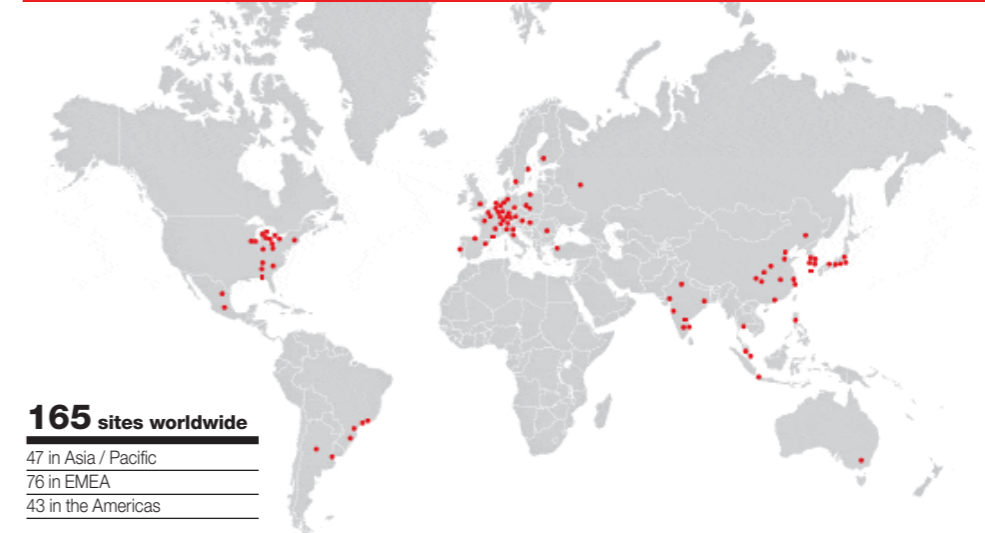 165 sites worldwide
47 in Asia / Pacific
76 in EMEA
43 in the Americas